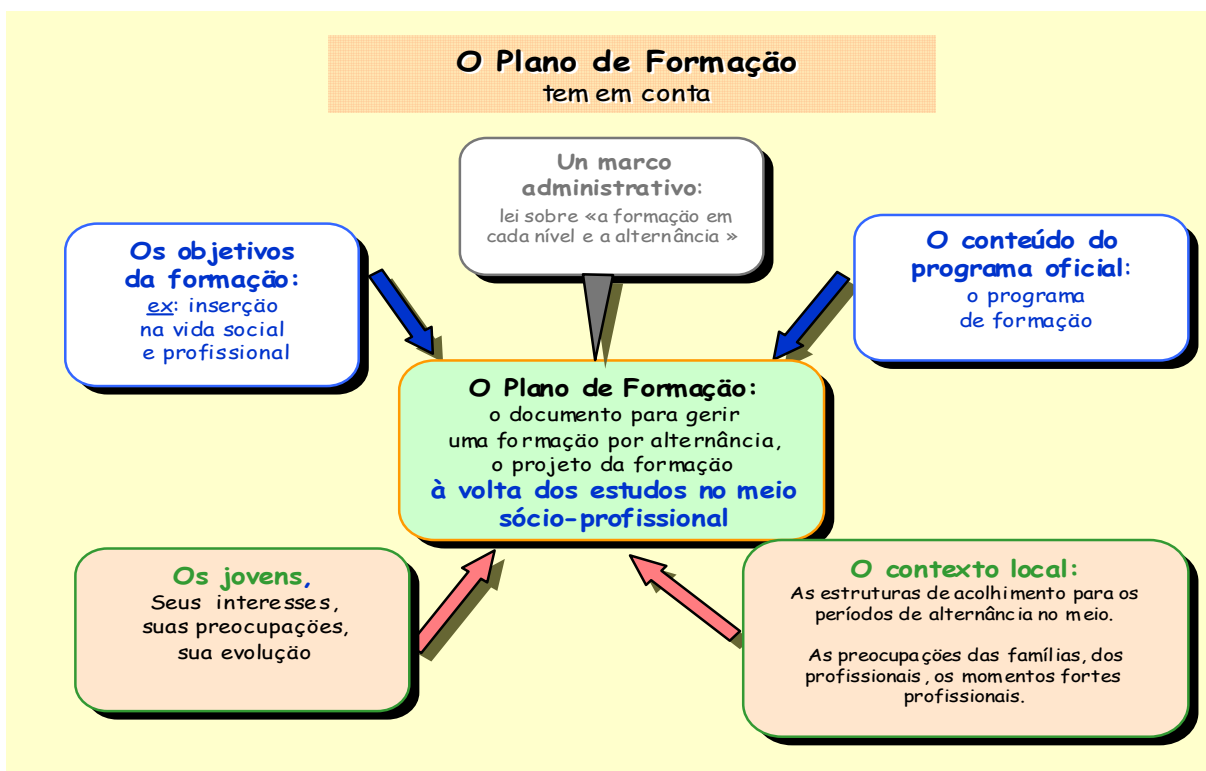 O Plano de Formação
tem em conta
Un marco
administrativo:
lei sobre «a formação em
cada nível e a alternância »
Os objetivos
da formação:
ex: inserção
na vida social
e profissional
O conteúdo do
programa oficial:
o programa
de formação
O Plano de Formação:
o documento para gerir
uma formação por alternância,
o projeto da formação
à volta dos estudos no meio
sócio-profissional
Os jovens,
Seus interesses,
suas preocupações,
sua evolução
O contexto local:
As estruturas de acolhimento para os
períodos de alternância no meio.
As preocupações das famílias, dos
profissionais, os momentos fortes
profissionais.